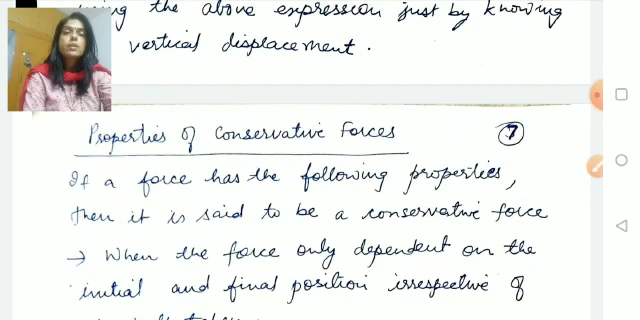 the above expression just by knowing
vertical displacement.
Properties of Conservative Forces
7
If a force has the following properties,
then it is said to be a conservative force
→ When the force only dependent on the
initial and final position irrespective of